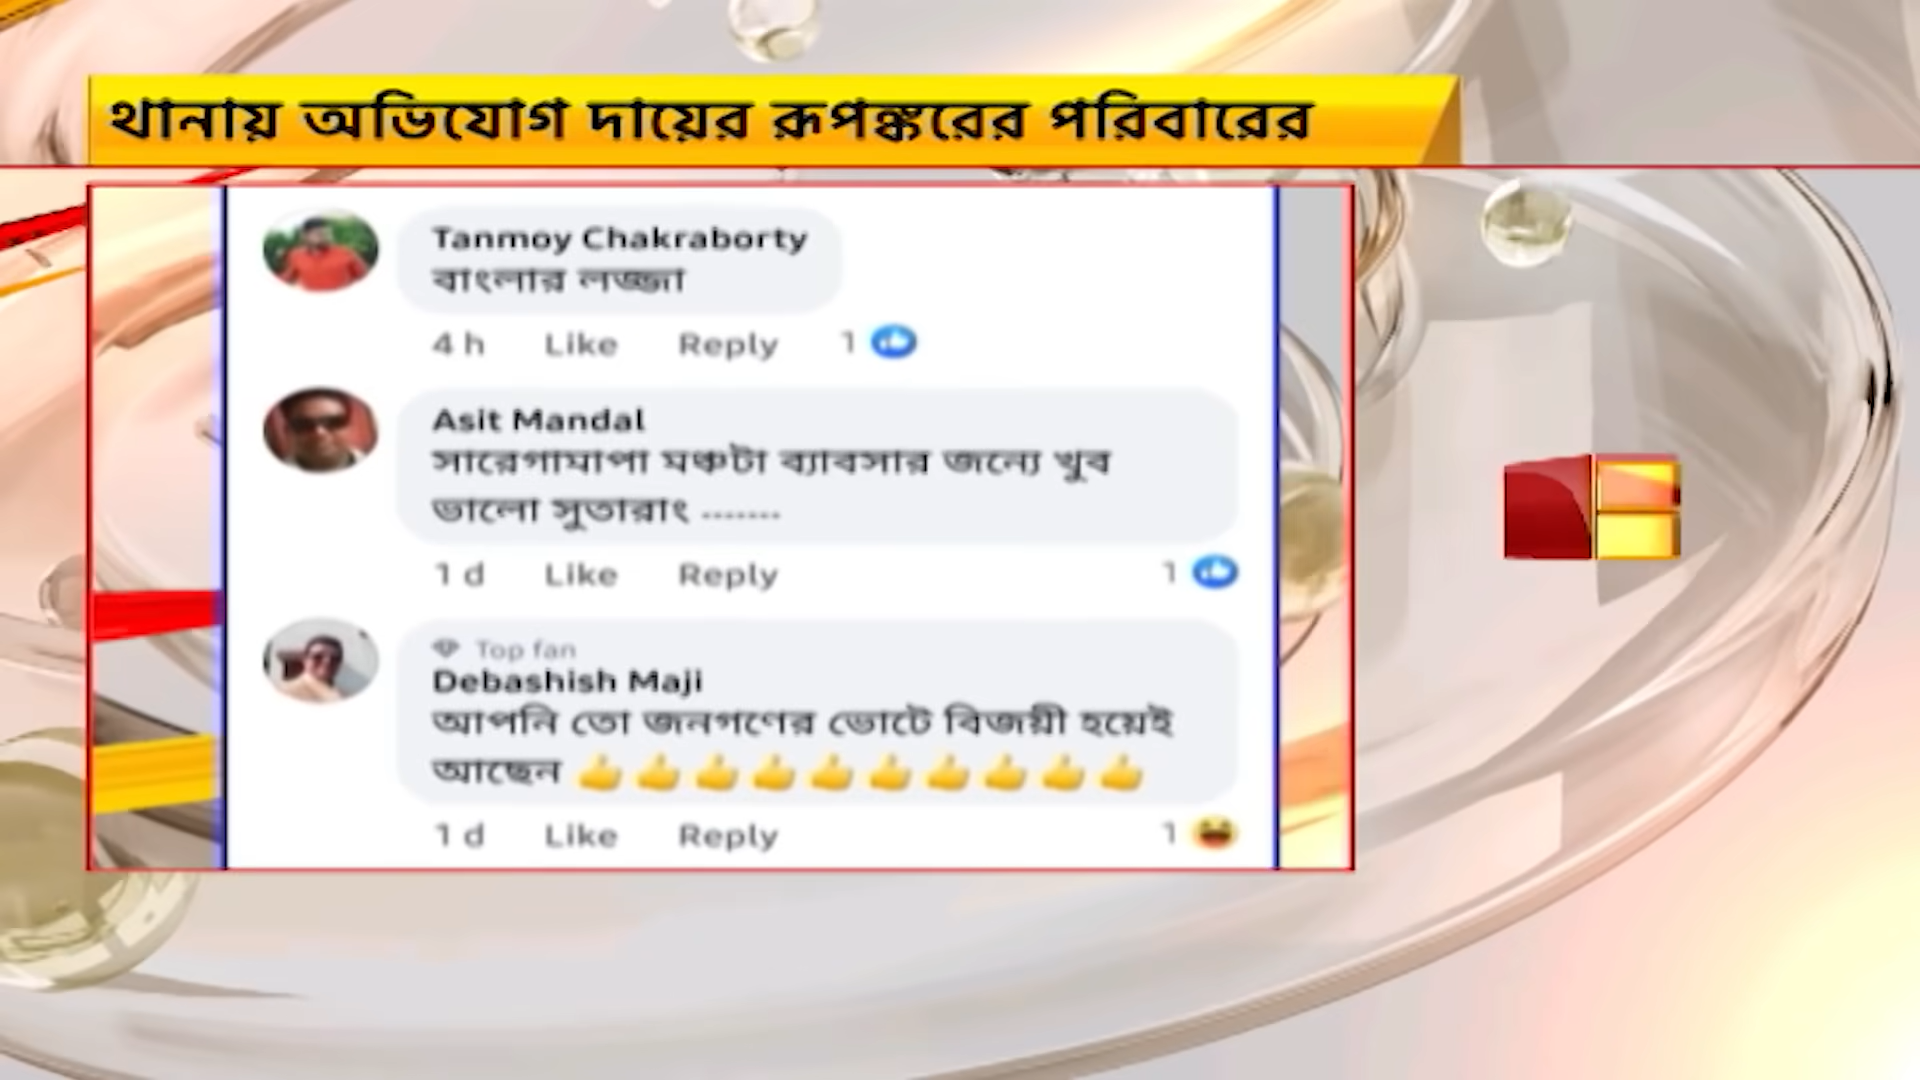 থানায় অভিযোগ দায়ের রূপঙ্করের পরিবারের
Tanmoy Chakraborty
বাংলার লজ্জা
4 h Like Reply 1
Asit Mandal
সারেগামাপা মঞ্চটা ব্যাবসার জন্যে খুব
ভালো সুতারাং -------
1 d Like Reply 1
Top fan
Debashish Maji
আপনি তো জনগণের ভোটে বিজয়ী হয়েই
আছেন 👍👍👍👍👍👍👍👍👍👍
1 d Like Reply 1